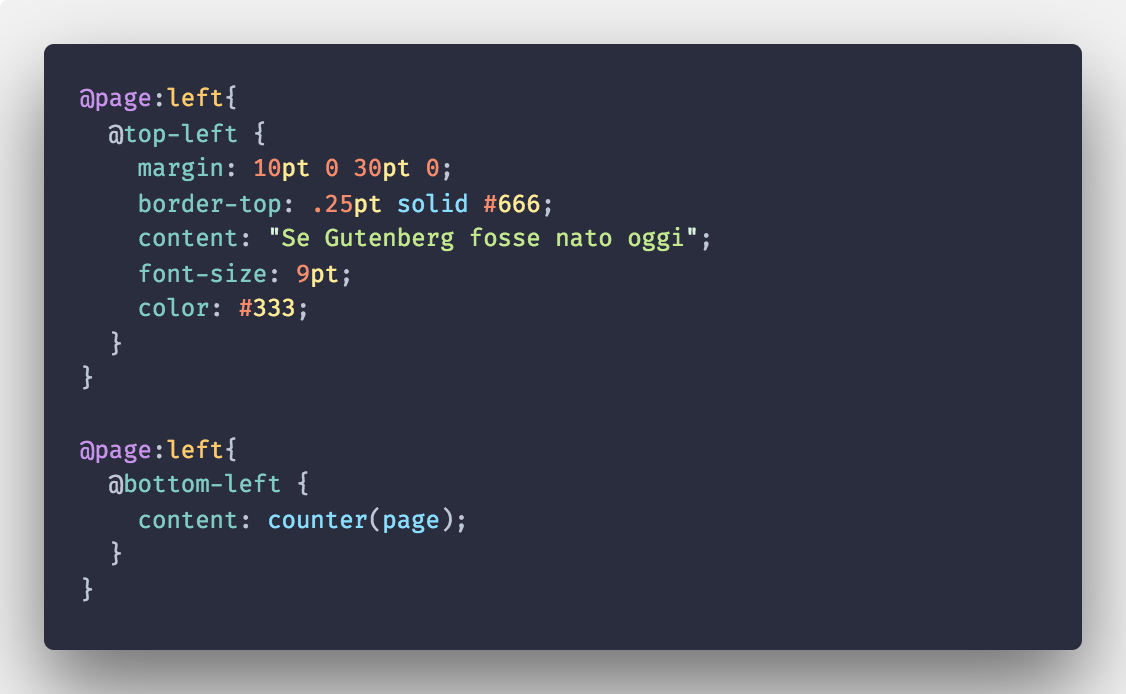 @page:left{
  @top-left {
    margin: 10pt 0 30pt 0;
    border-top: .25pt solid #666;
    content: "Se Gutenberg fosse nato oggi";
    font-size: 9pt;
    color: #333;
  }
}

@page:left{
  @bottom-left {
    content: counter(page);
  }
}